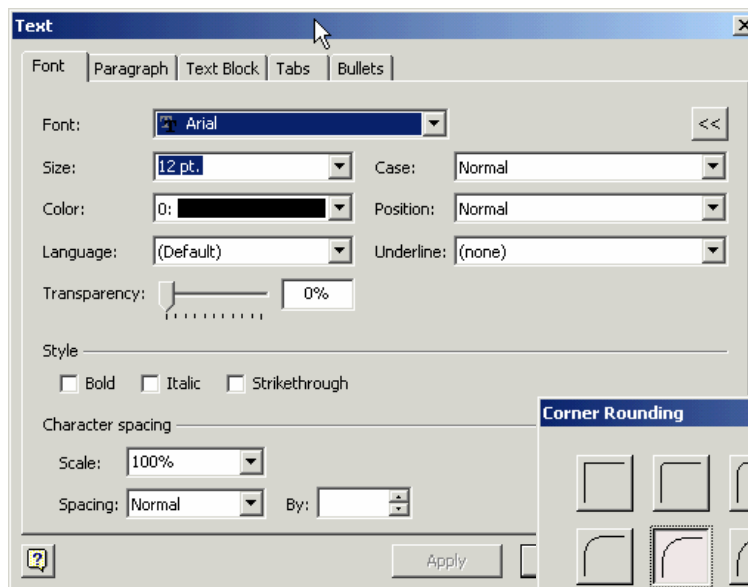 Text
Font Paragraph Text Block Tabs Bullets
Font: Arial <<
Size: 12 pt. Case: Normal
Color: 0: Position: Normal
Language: (Default) Underline: (none)
Transparency: 0%
Style
Bold Italic Strikethrough
Character spacing
Corner Rounding
Scale: 100%
Spacing: Normal By:
? Apply